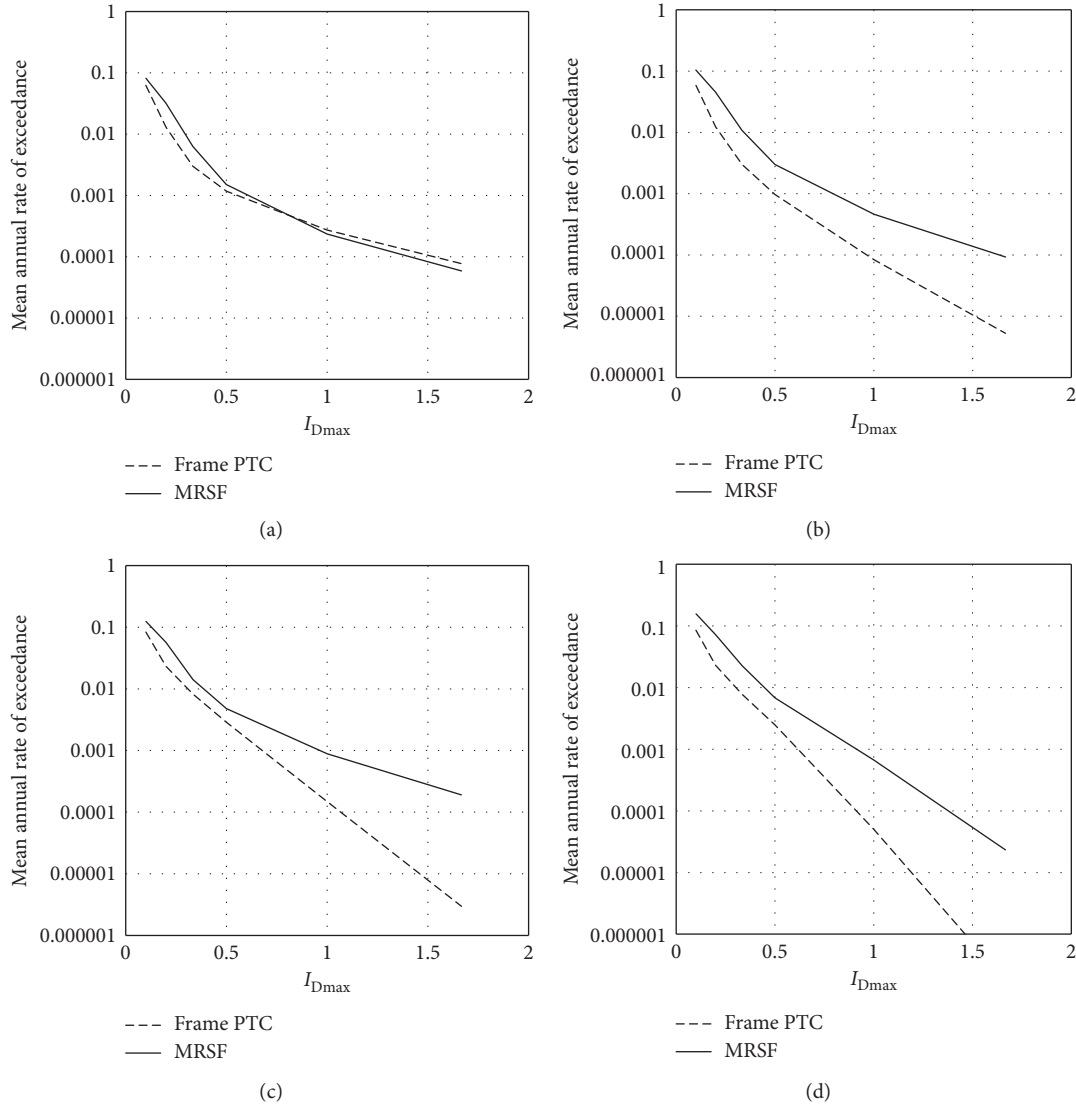 Mean annual rate of exceedance
1
0.1
0.01
0.001
0.0001
0.00001
0.000001
0 0.5 1 1.5 2
I_Dmax
Frame PTC
MRSF
(a)
Mean annual rate of exceedance
1
0.1
0.01
0.001
0.0001
0.00001
0.000001
0 0.5 1 1.5 2
I_Dmax
Frame PTC
MRSF
(b)
Mean annual rate of exceedance
1
0.1
0.01
0.001
0.0001
0.00001
0.000001
0 0.5 1 1.5 2
I_Dmax
Frame PTC
MRSF
(c)
Mean annual rate of exceedance
1
0.1
0.01
0.001
0.0001
0.00001
0.000001
0 0.5 1 1.5 2
I_Dmax
Frame PTC
MRSF
(d)